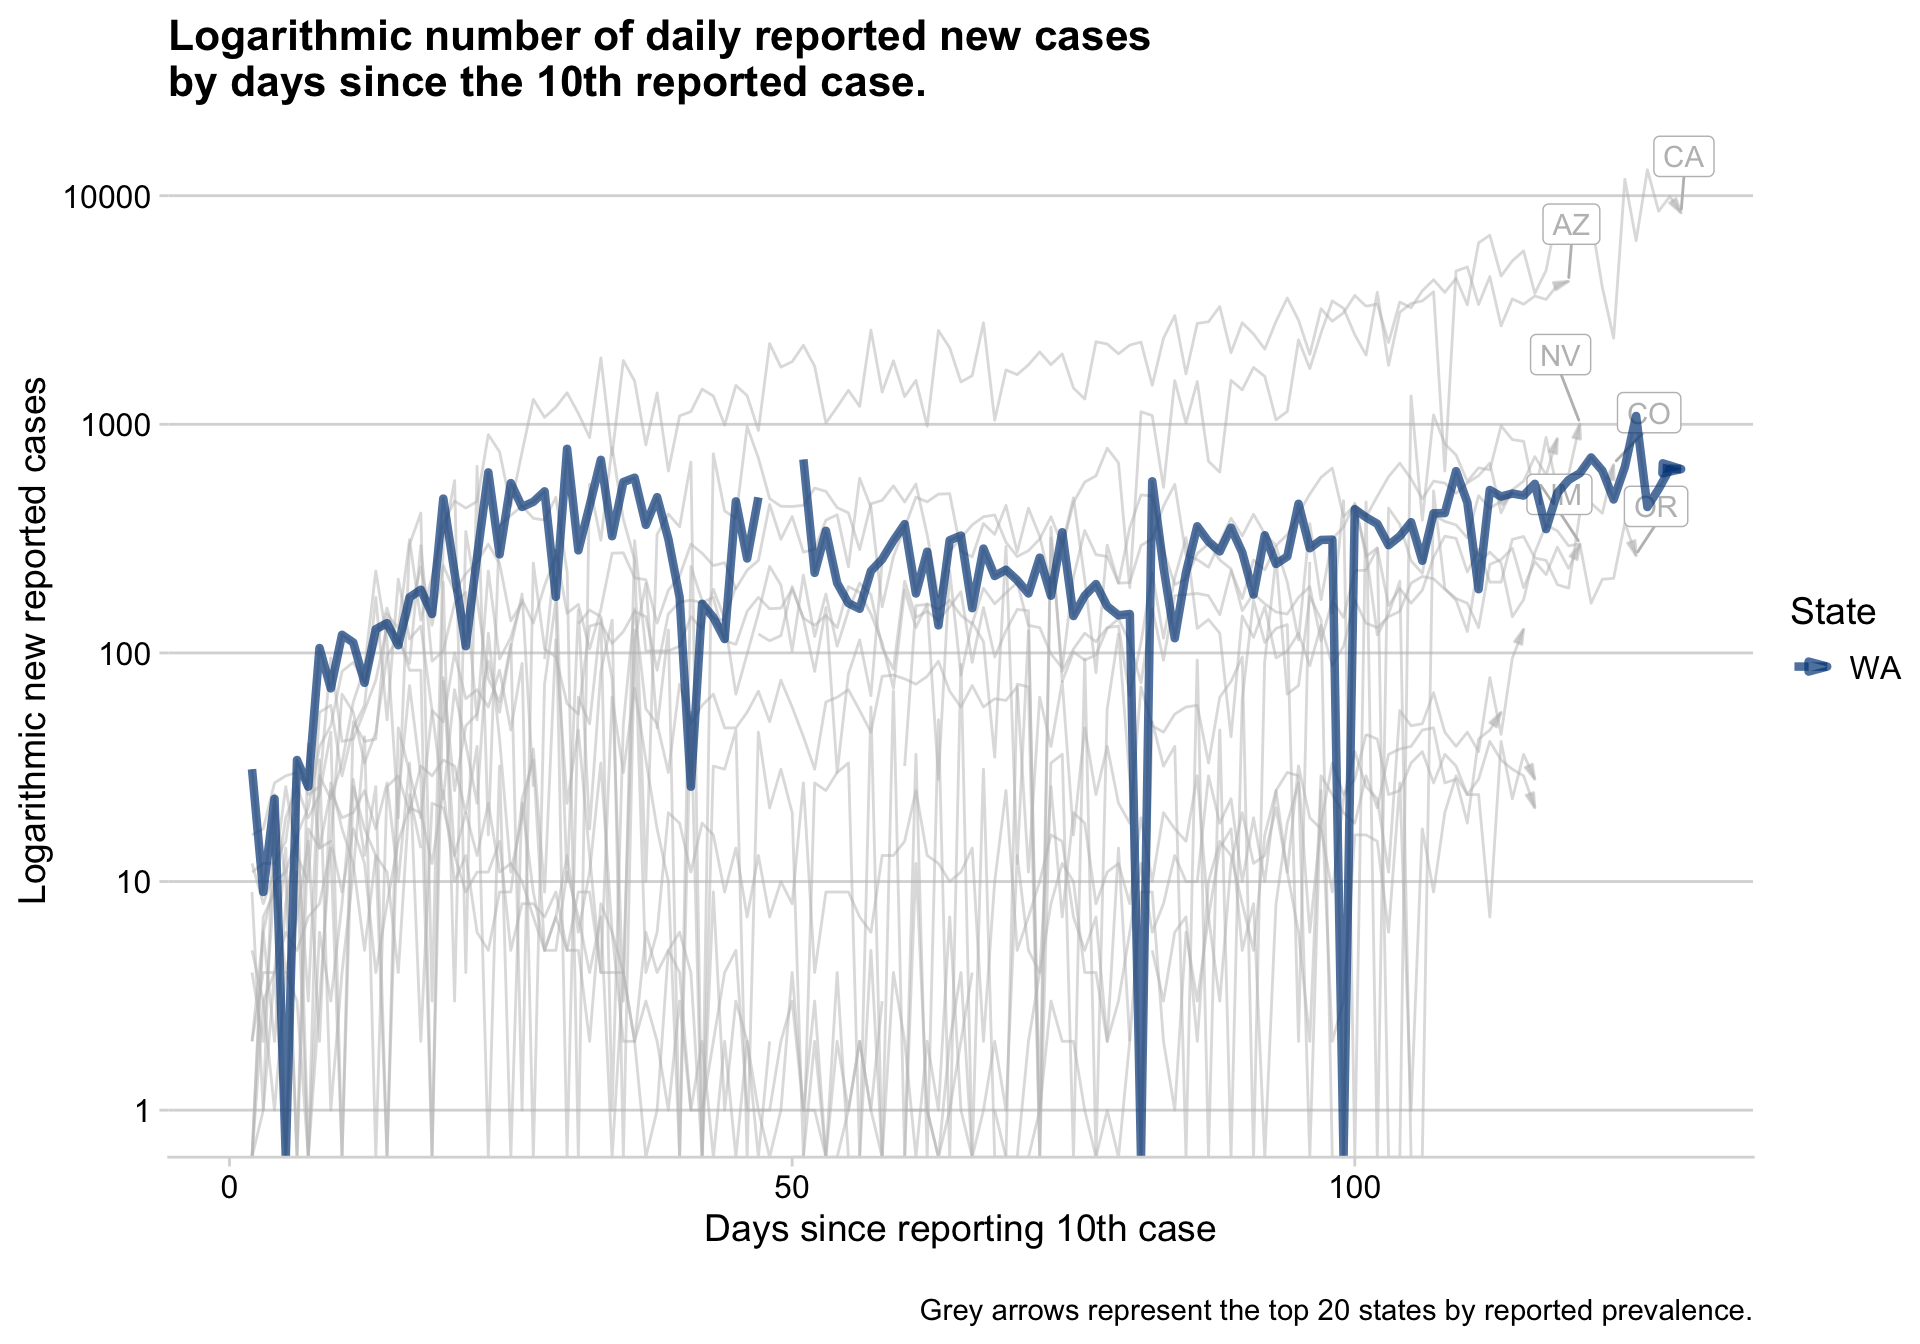 Logarithmic number of daily reported new cases
by days since the 10th reported case.
CA
10000
AZ
NV
1000
CO
OR
100
10
1
0
50
100
Logarithmic new reported cases
Days since reporting 10th case
State
WA
Grey arrows represent the top 20 states by reported prevalence.